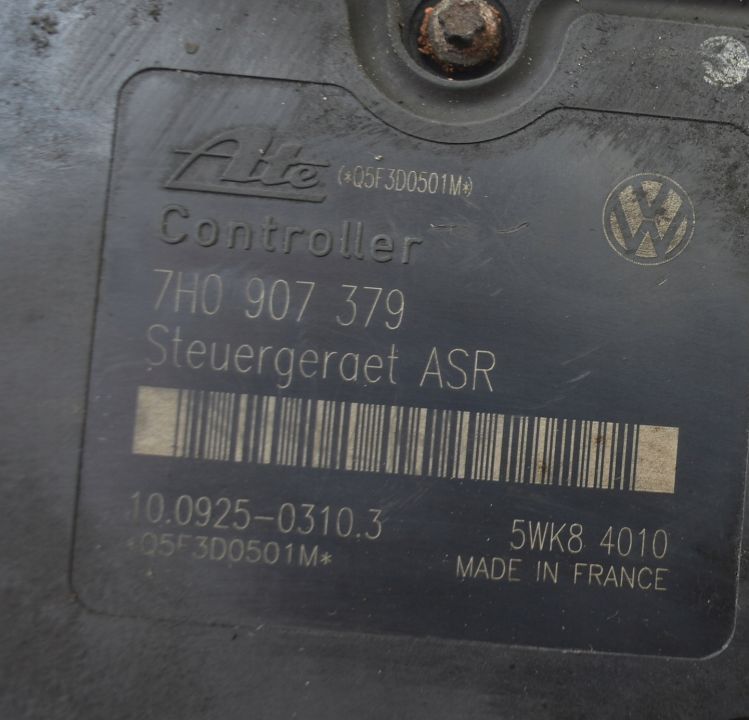 Ate (*Q5F3D0501M*)
Controller
7H0 907 379
Steuergeraet ASR
10.0925-0310.3
5WK8 4010
*Q5F3D0501M*
MADE IN FRANCE